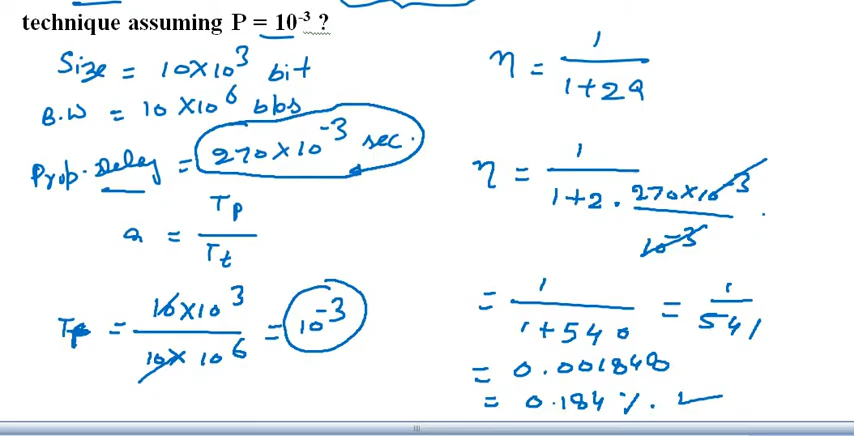 technique assuming P = 10⁻³ ?
Size = 10×10³ bit
B.W = 10 ×10⁶ bbs
Prop. Delay = 270×10⁻³ sec.
a = Tp / Tt
Tt = 10×10³ / 10×10⁶ = 10⁻³
η = 1 / 1+2a
η = 1 / 1+2 . 270×10⁻³ / 10⁻³ .
= 1 / 1+540 = 1 / 541
= 0.001848
= 0.184 %.